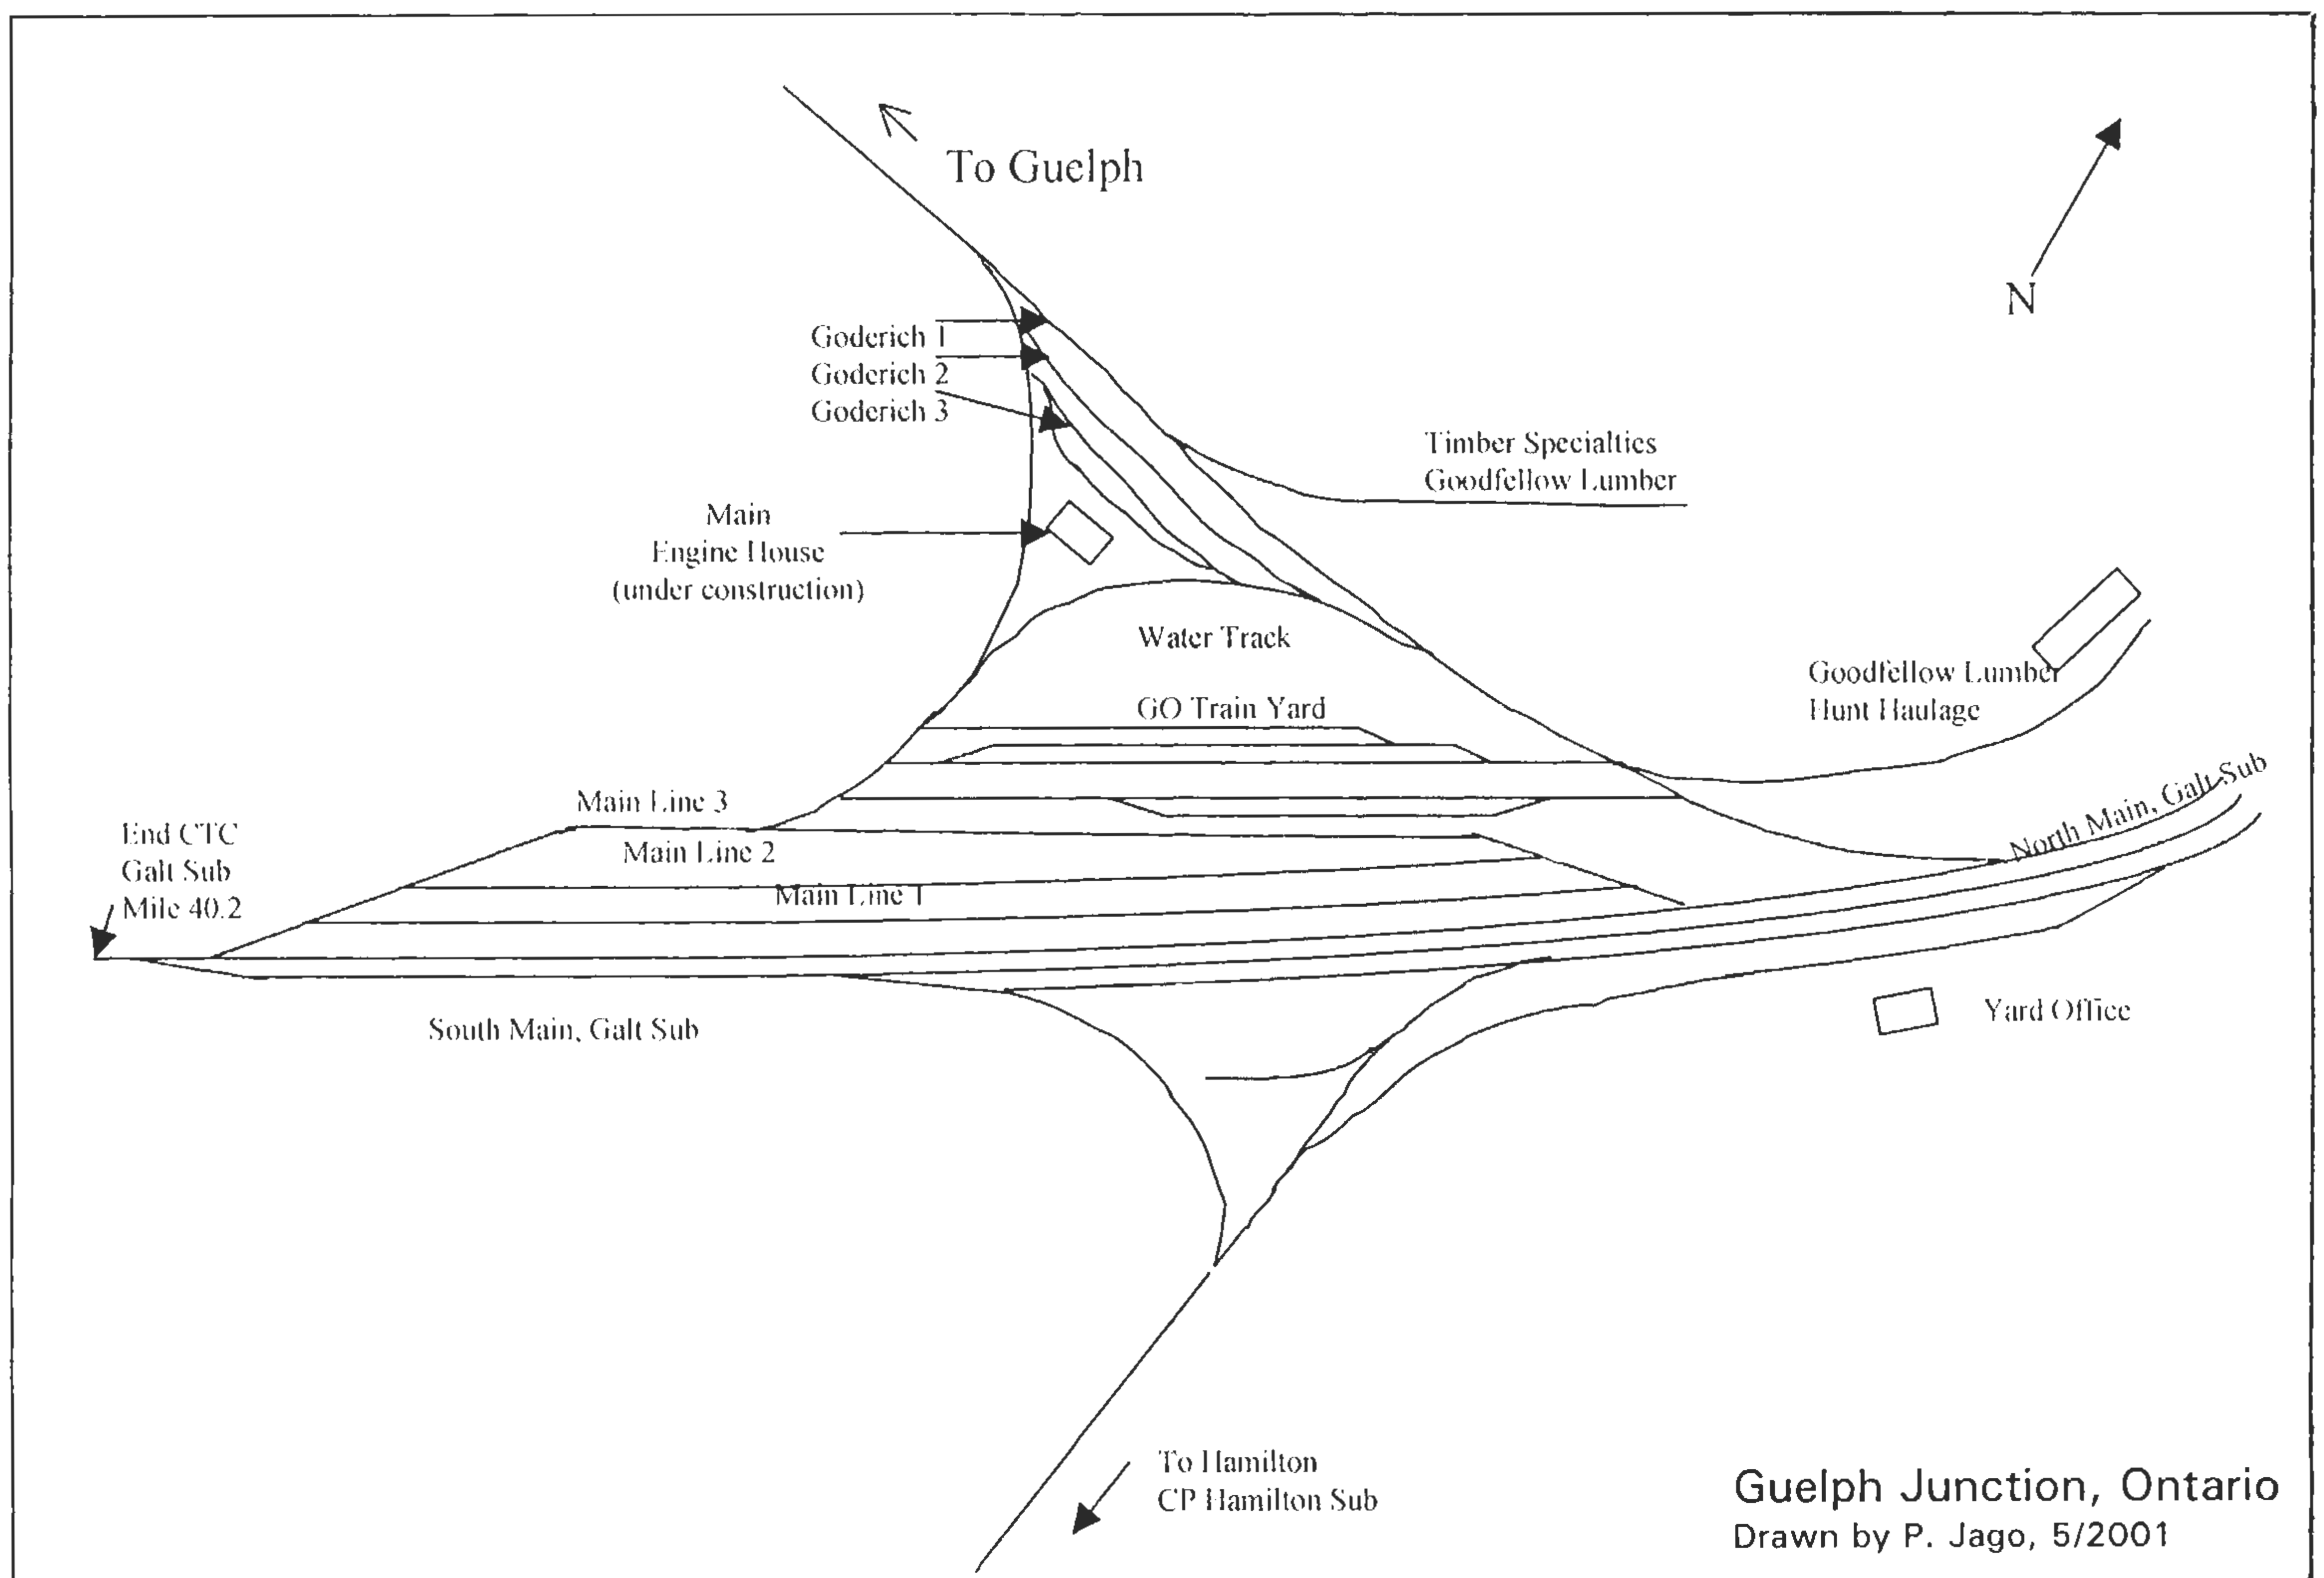 To Guelph
N
Goderich 1
Goderich 2
Goderich 3
Timber Specialties
Goodfellow Lumber
Main
Engine House
(under construction)
Water Track
Goodfellow Lumber
Hunt Haulage
GO Train Yard
North Main, Galt Sub
Main Line 3
End CTC
Galt Sub
Mile 40.2
Main Line 2
Main Line 1
South Main, Galt Sub
Yard Office
To Hamilton
CP Hamilton Sub
Guelph Junction, Ontario
Drawn by P. Jago, 5/2001